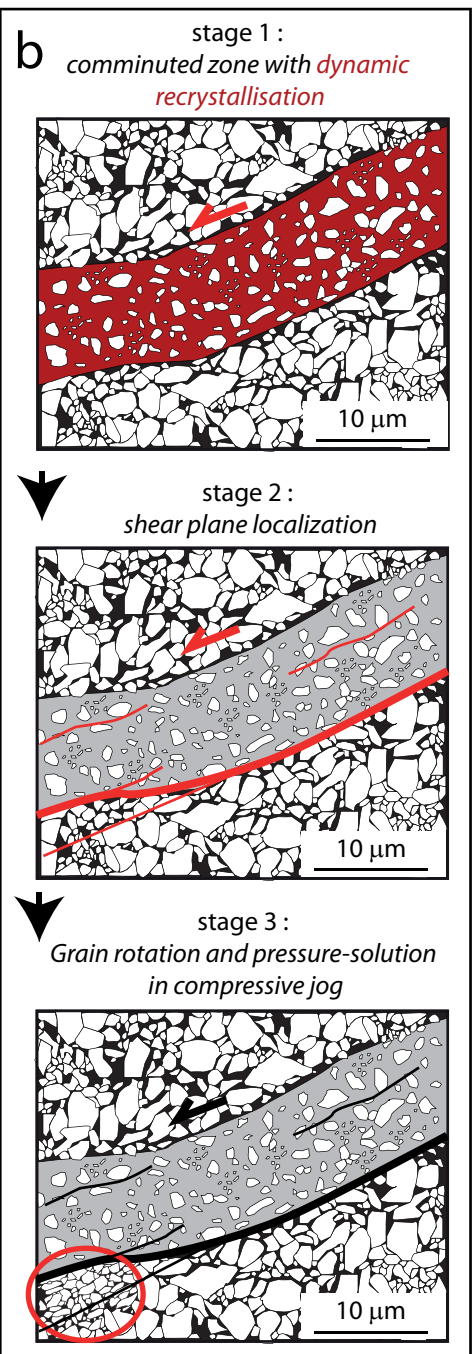 b
stage 1 :
comminuted zone with dynamic
recrystallisation
10 µm
stage 2 :
shear plane localization
10 µm
stage 3 :
Grain rotation and pressure-solution
in compressive jog
10 µm